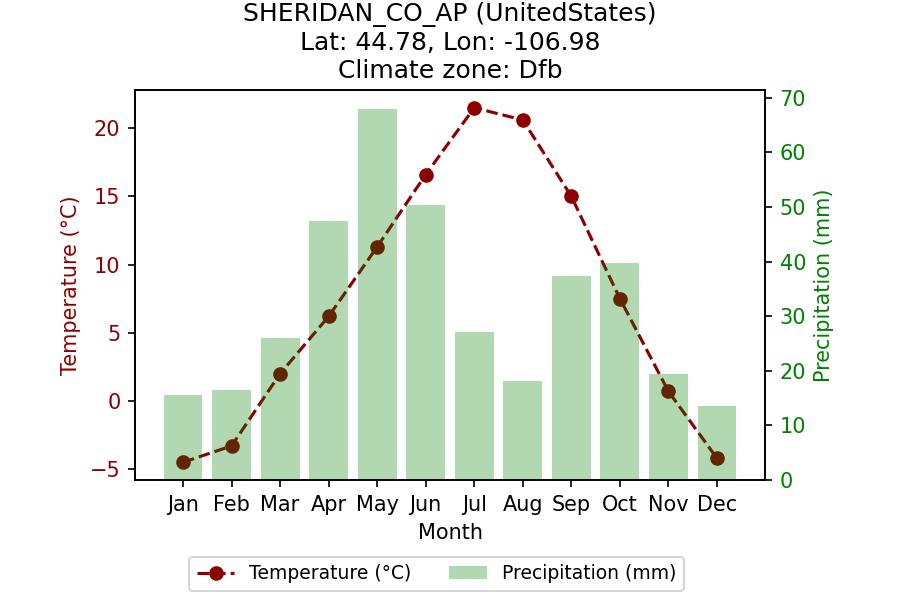 SHERIDAN_CO_AP (UnitedStates)
Lat: 44.78, Lon: -106.98
Climate zone: Dfb
Temperature (°C)
20
15
10
5
0
−5
70
60
50
40
30
20
10
0
Precipitation (mm)
Jan Feb Mar Apr May Jun Jul Aug Sep Oct Nov Dec
Month
Temperature (°C) Precipitation (mm)